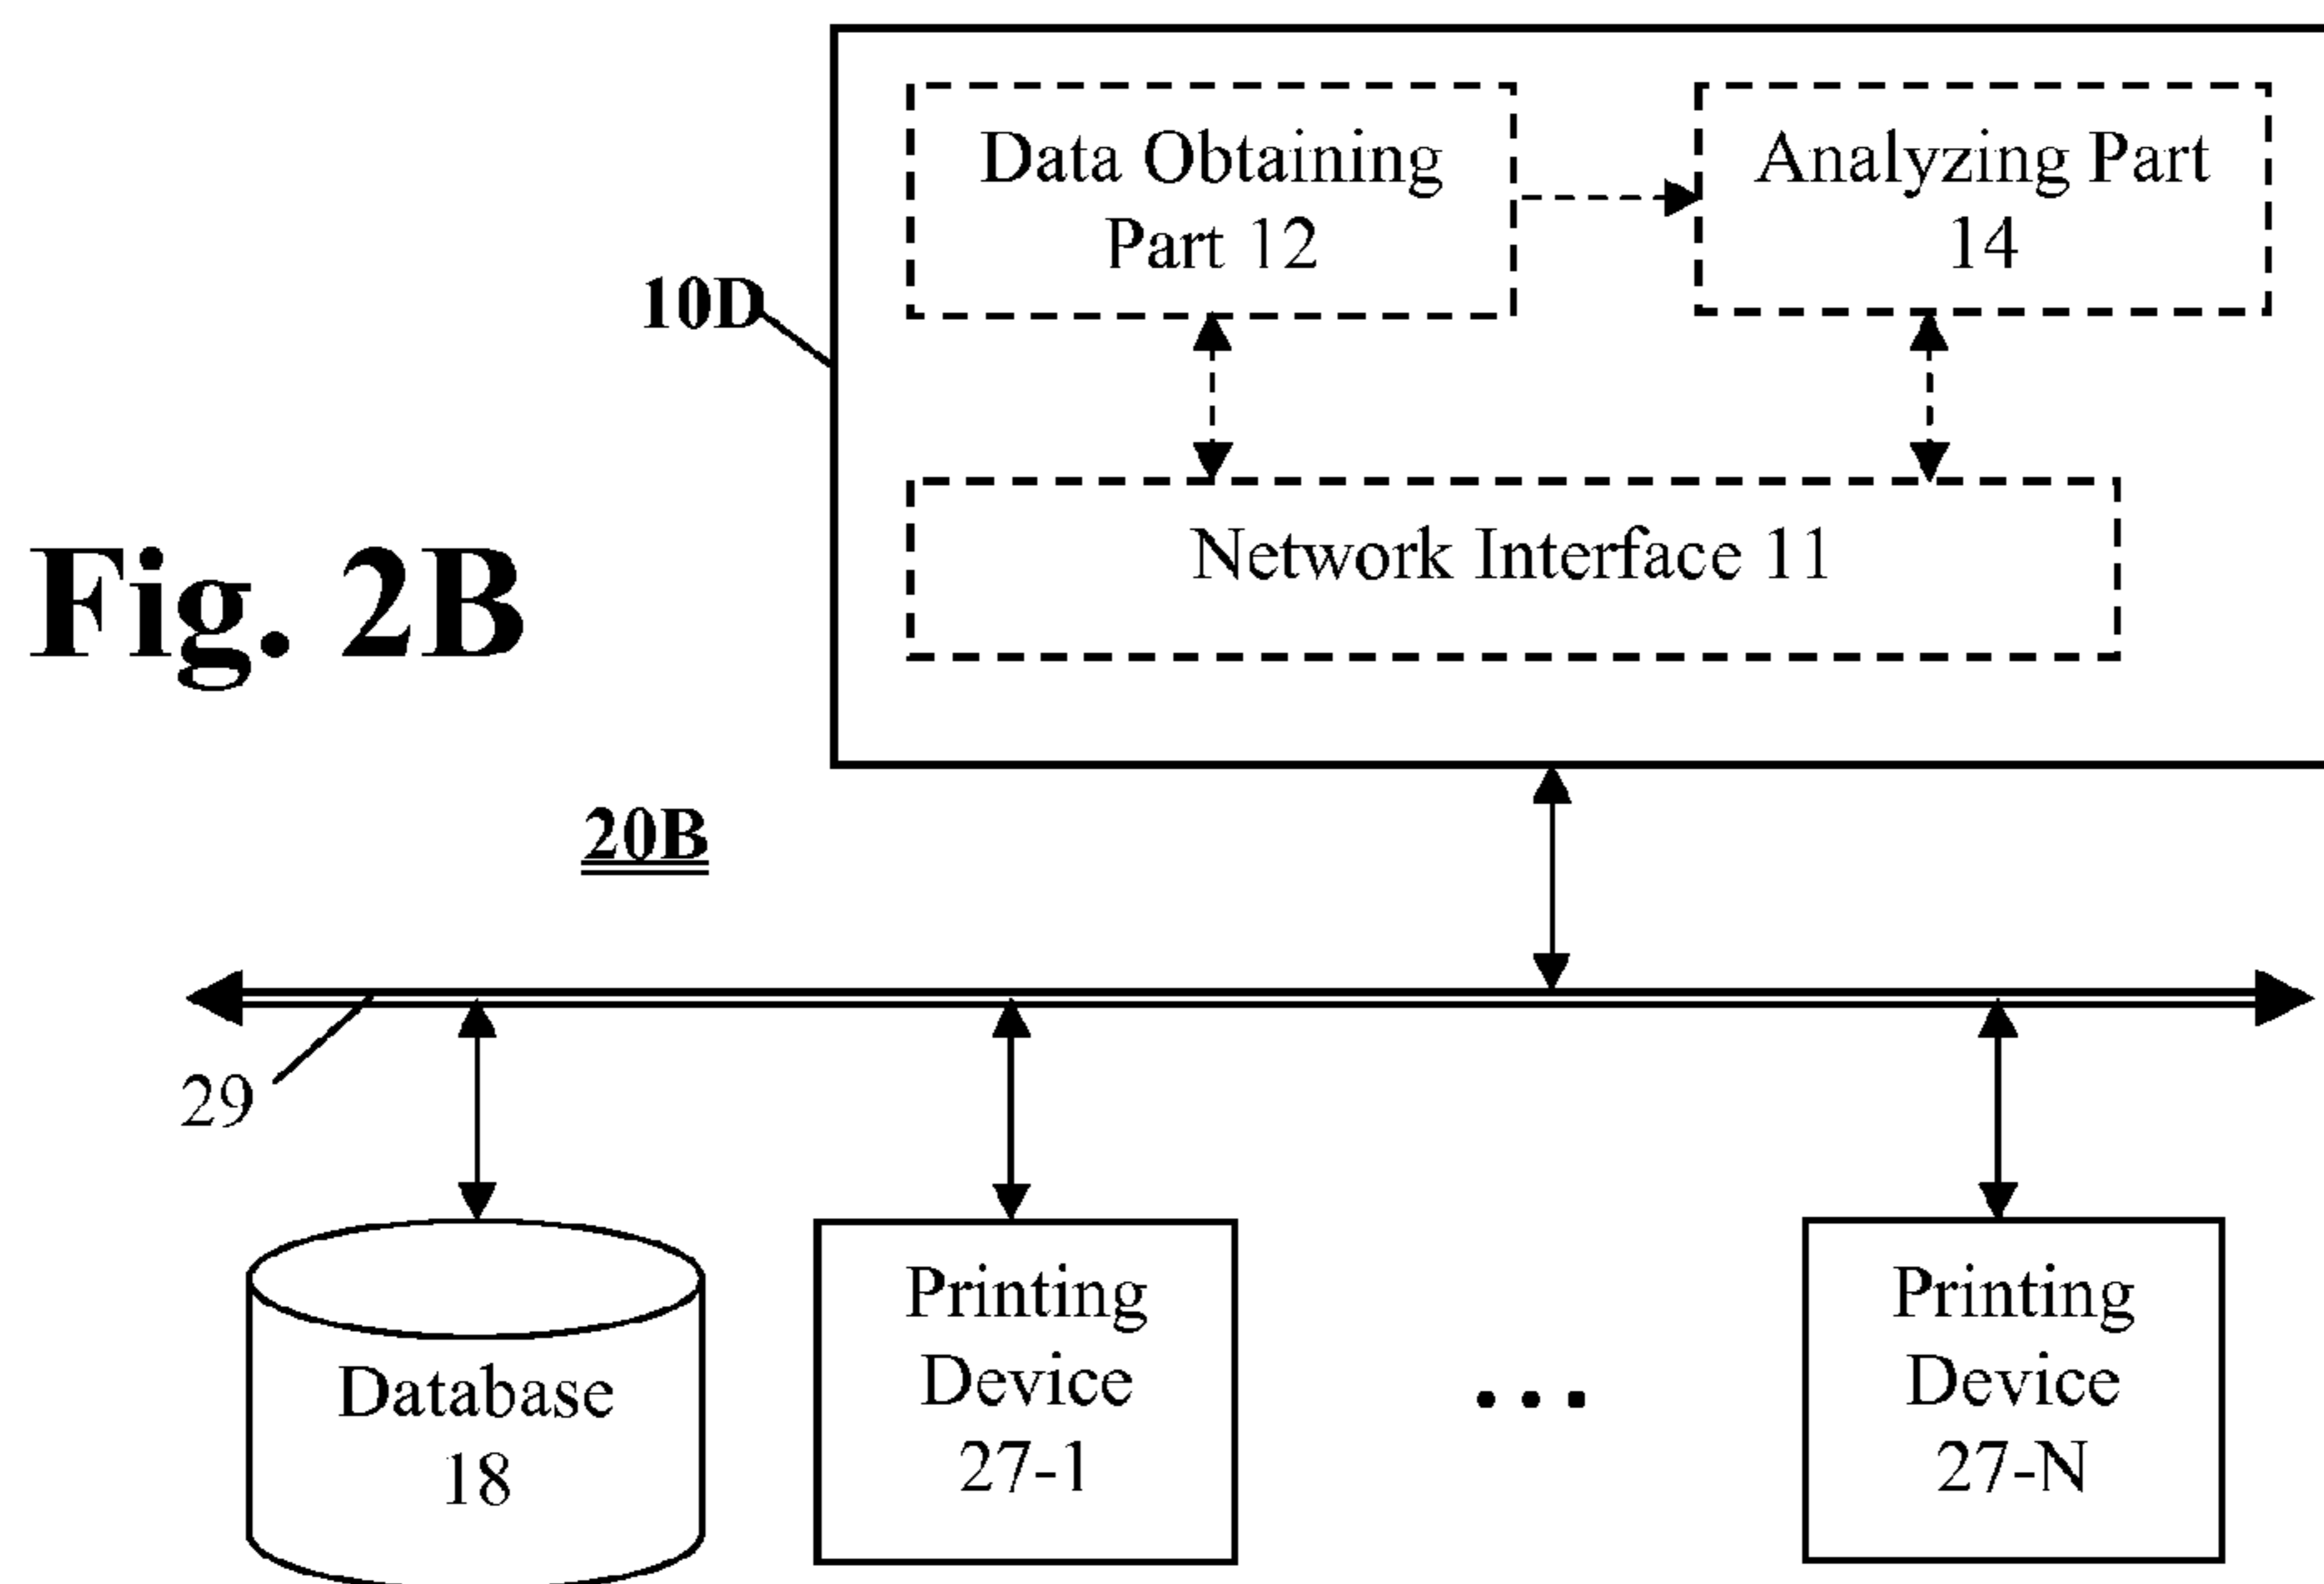 Data Obtaining
Part 12
Analyzing Part
14
10D
Network Interface 11
Fig. 2B
20B
29
Database
18
Printing
Device
27-1
...
Printing
Device
27-N